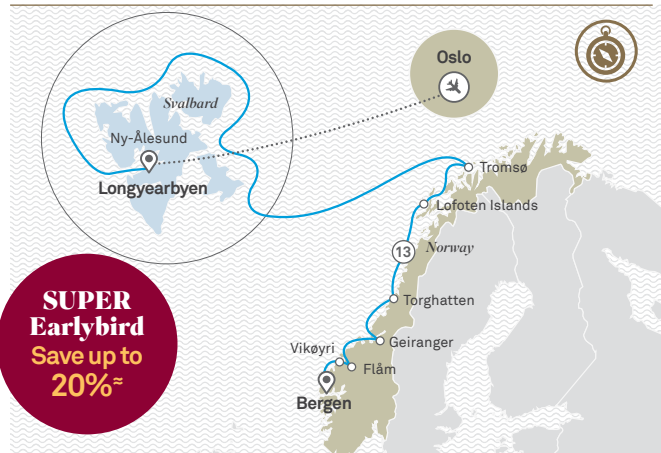 Oslo
Svalbard
Ny-Ålesund
Longyearbyen
Tromsø
Lofoten Islands
13
Norway
Torghatten
Geiranger
Vikøyri
Flåm
Bergen
SUPER
Earlybird
Save up to
20%≈